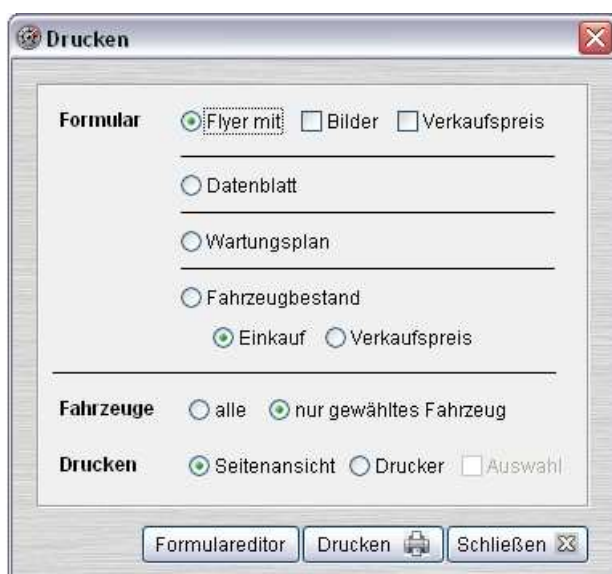 Drucken
Formular Flyer mit Bilder Verkaufspreis
Datenblatt
Wartungsplan
Fahrzeugbestand
Einkauf Verkaufspreis
Fahrzeuge alle nur gewähltes Fahrzeug
Drucken Seitenansicht Drucker Auswahl
Formulareditor Drucken Schließen